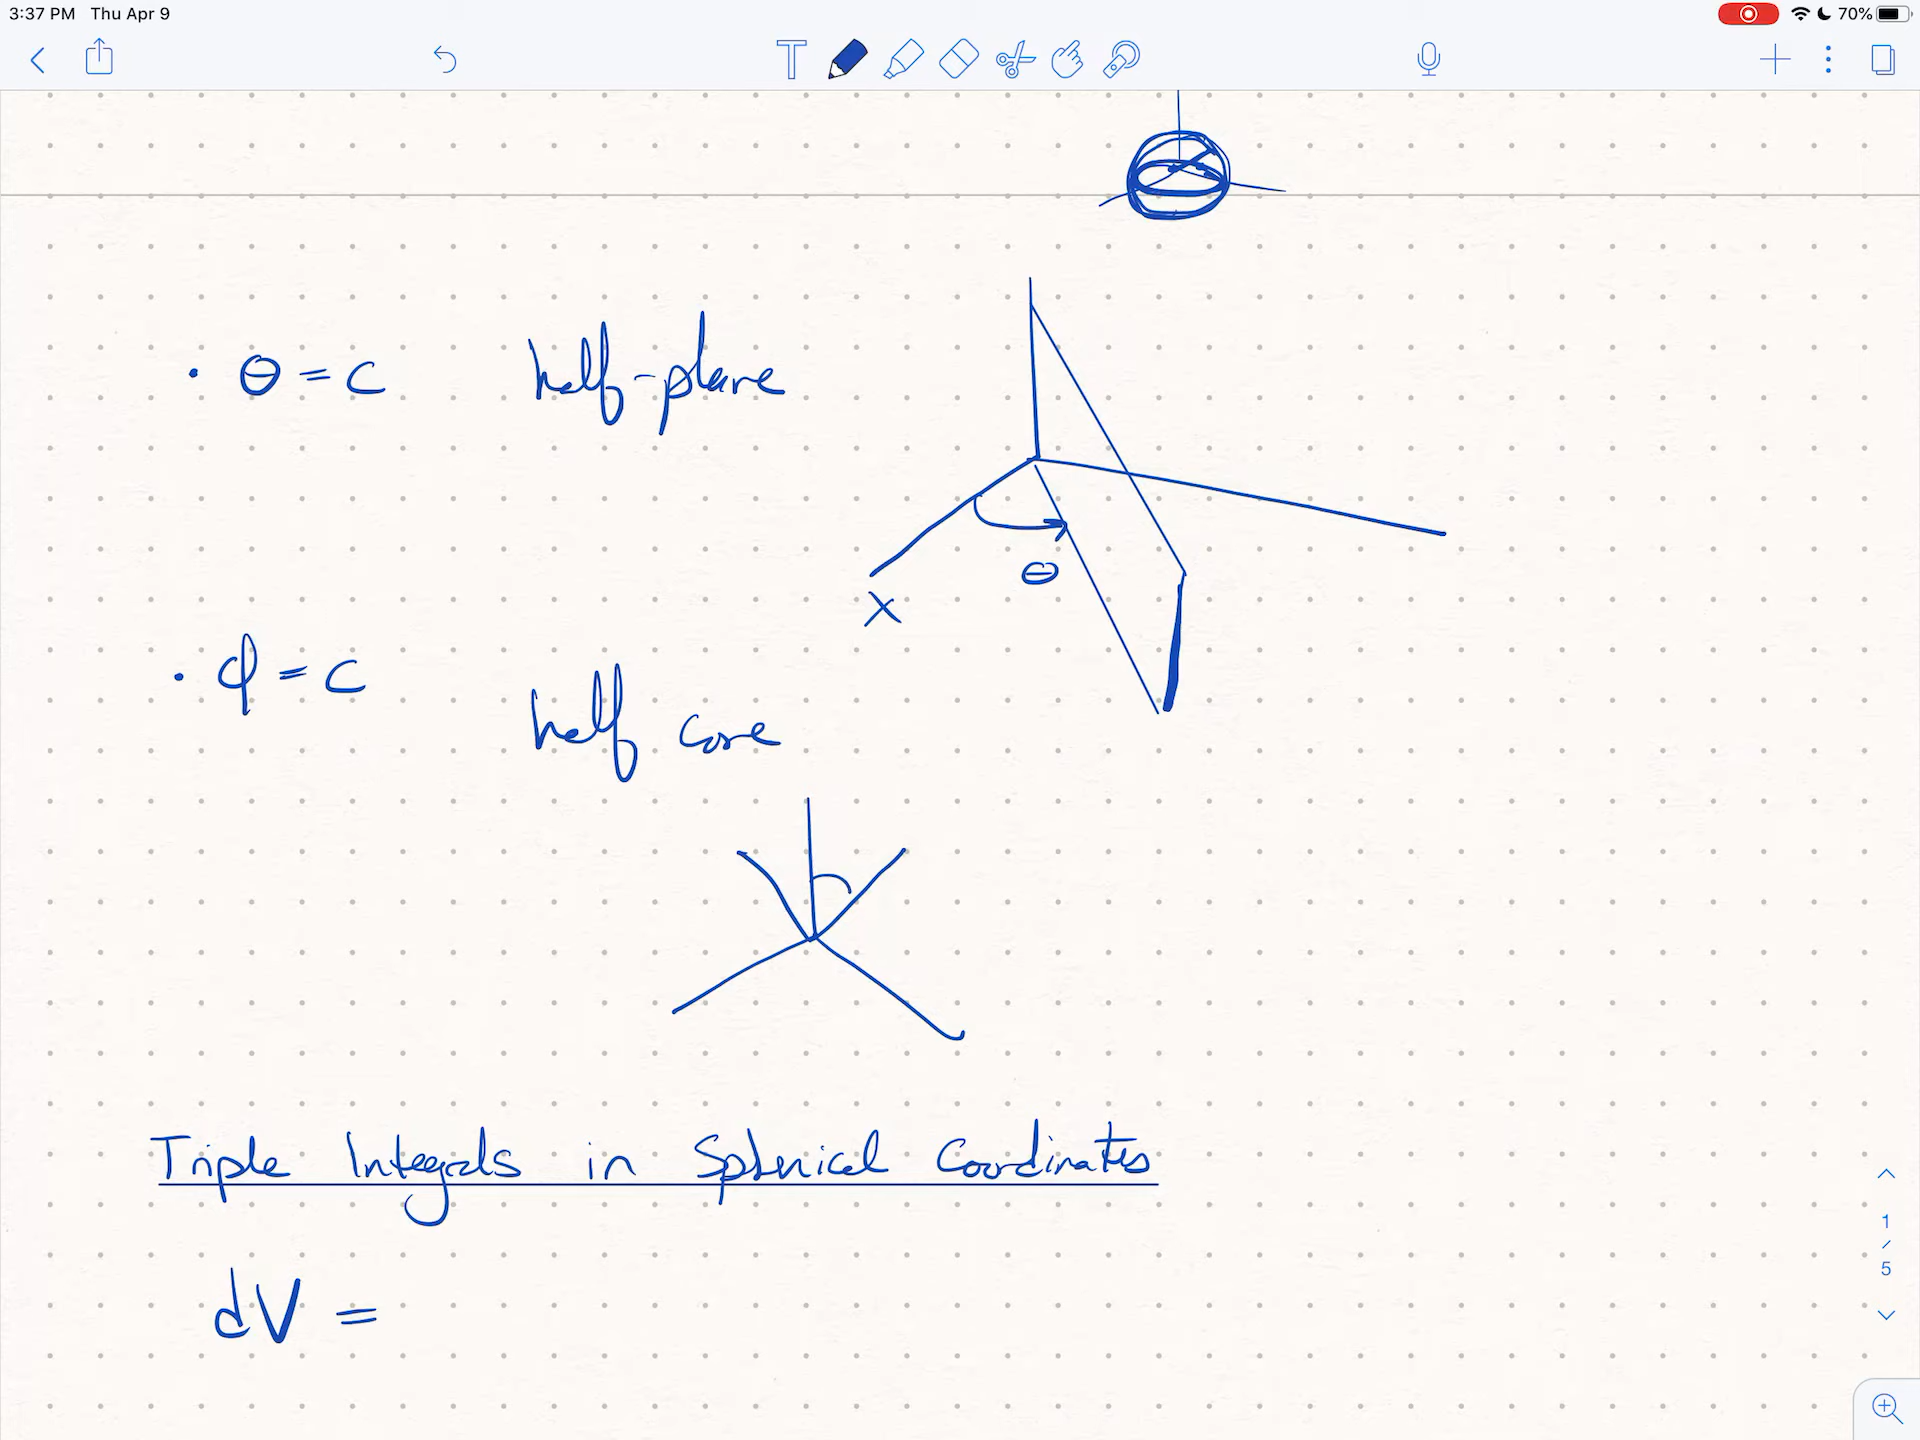 3:37 PM Thu Apr 9
70%
T
· θ = c half-plane
θ
x
· φ = c
half cone
Triple Integrals in Spherical Coordinates
1
/
5
dV =